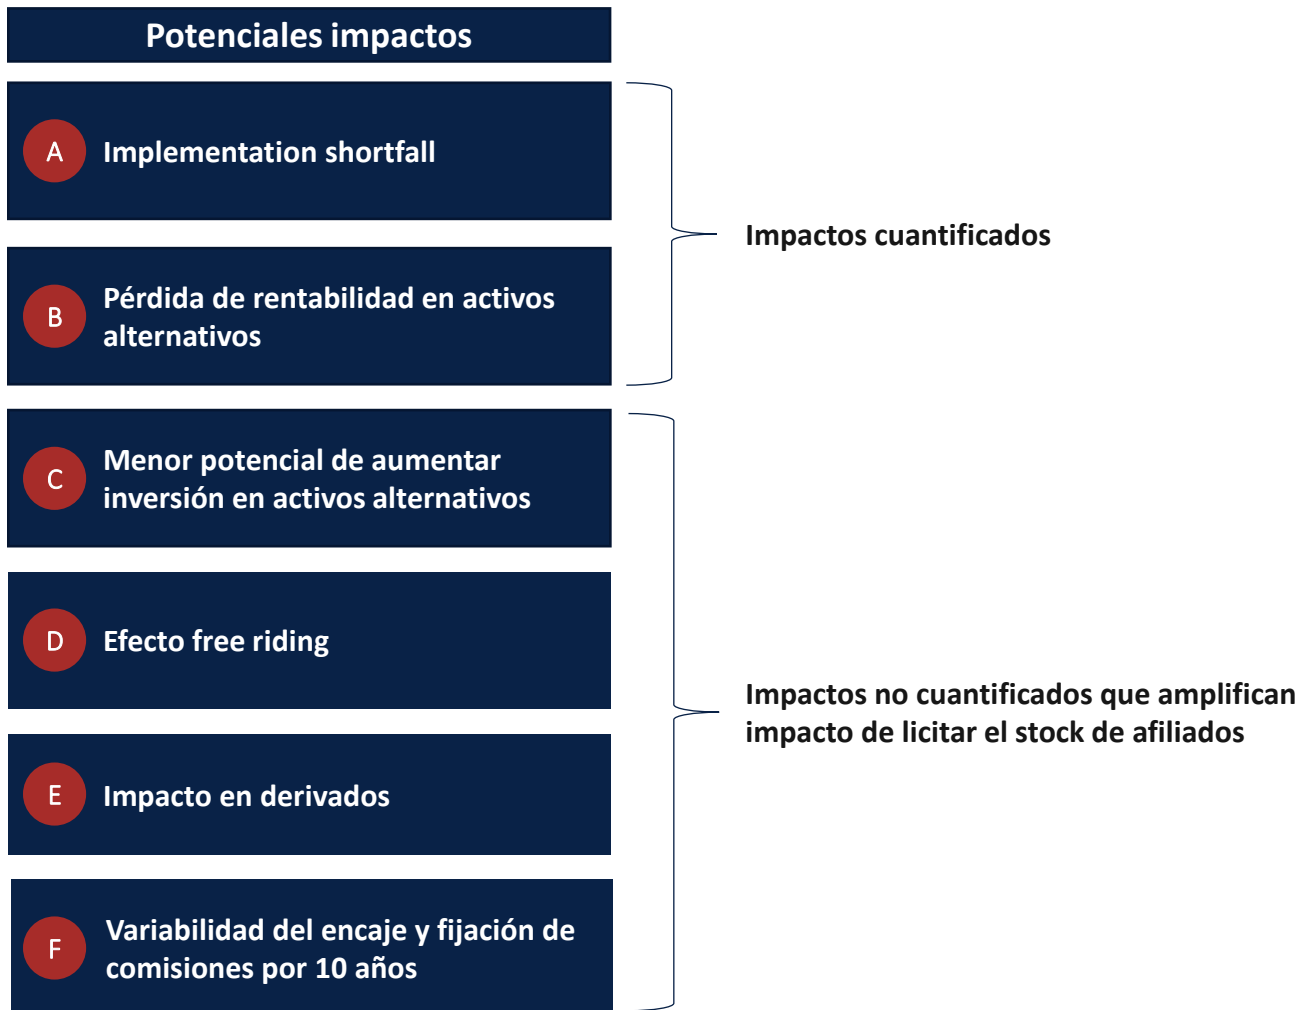 Potenciales impactos
A
Implementation shortfall
B
Pérdida de rentabilidad en activos
alternativos
Impactos cuantificados
C
Menor potencial de aumentar
inversión en activos alternativos
D
Efecto free riding
E
Impacto en derivados
F
Variabilidad del encaje y fijación de
comisiones por 10 años
Impactos no cuantificados que amplifican
impacto de licitar el stock de afiliados